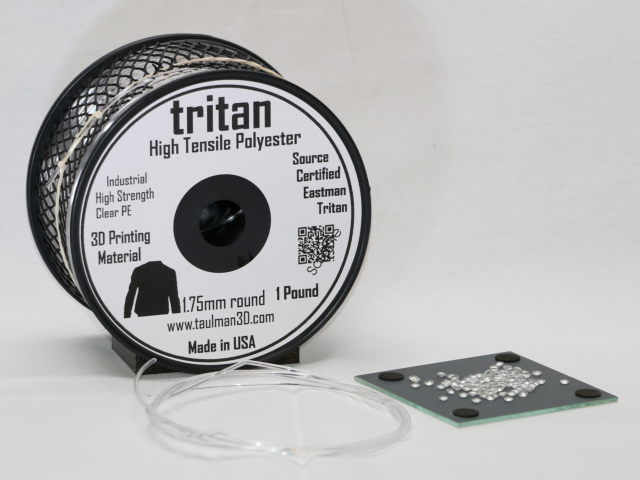 tritan
High Tensile Polyester
Industrial
High Strength
Clear PE
Source
Certified
Eastman
Tritan
3D Printing
Material
1.75mm round
1 Pound
www.taulman3D.com
Made in USA